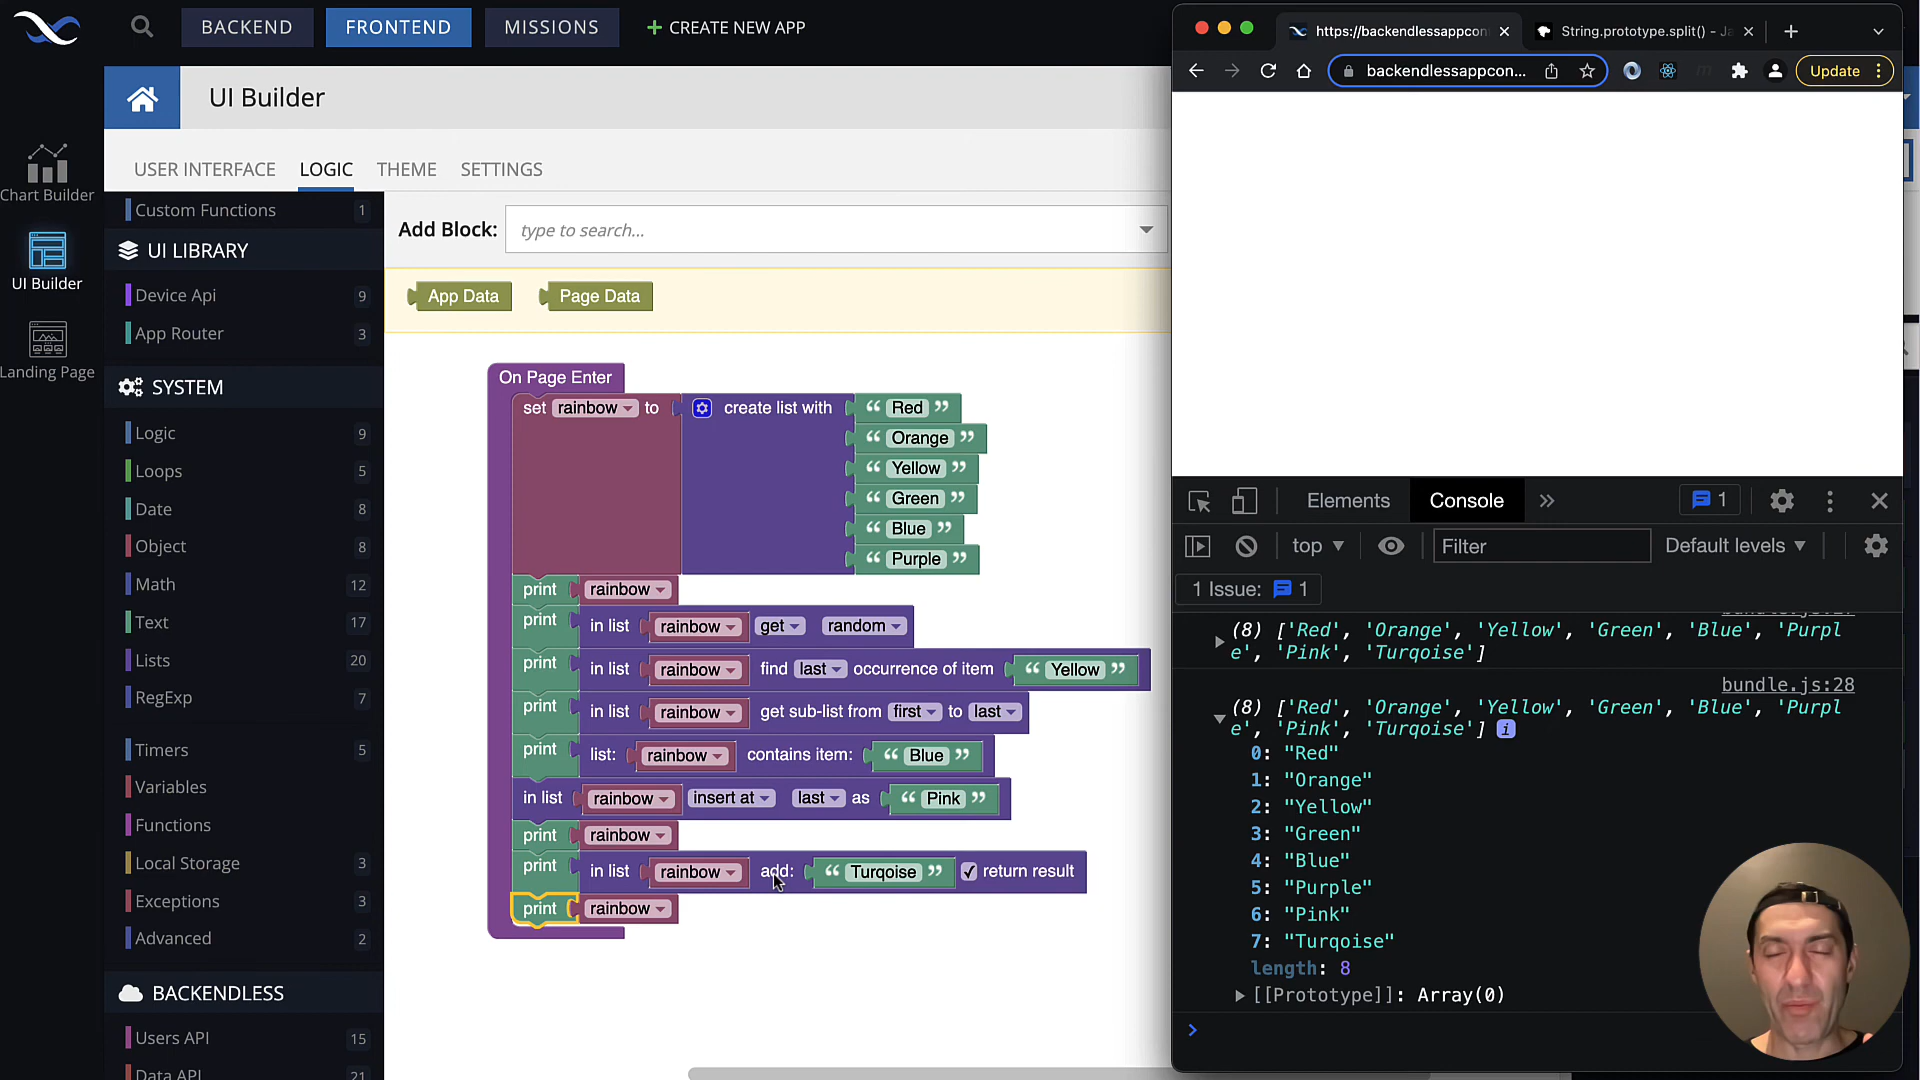 BACKEND
FRONTEND
MISSIONS
+ CREATE NEW APP
UI Builder
USER INTERFACE
LOGIC
THEME
SETTINGS
Chart Builder
UI Builder
Landing Page
Custom Functions 1
UI LIBRARY
Device Api 9
App Router 3
SYSTEM
Logic 9
Loops 5
Date 8
Object 8
Math 12
Text 17
Lists 20
RegExp 7
Timers 5
Variables
Functions
Local Storage 3
Exceptions 3
Advanced 2
BACKENDLESS
Users API 15
Data API 21
Add Block: type to search...
App Data
Page Data
On Page Enter
set rainbow to create list with “ Red ”
“ Orange ”
“ Yellow ”
“ Green ”
“ Blue ”
“ Purple ”
print rainbow
print in list rainbow get random
print in list rainbow find last occurrence of item “ Yellow ”
print in list rainbow get sub-list from first to last
print list: rainbow contains item: “ Blue ”
in list rainbow insert at last as “ Pink ”
print rainbow
print in list rainbow add: “ Turqoise ” return result
print rainbow
https://backendlessappcon
String.prototype.split() - Ja
backendlessappcon...
Update
Elements
Console
1
top
Filter
Default levels
1 Issue: 1
(8) ['Red', 'Orange', 'Yellow', 'Green', 'Blue', 'Purpl
e', 'Pink', 'Turqoise']
bundle.js:28
(8) ['Red', 'Orange', 'Yellow', 'Green', 'Blue', 'Purpl
e', 'Pink', 'Turqoise'] i
0: "Red"
1: "Orange"
2: "Yellow"
3: "Green"
4: "Blue"
5: "Purple"
6: "Pink"
7: "Turqoise"
length: 8
[[Prototype]]: Array(0)